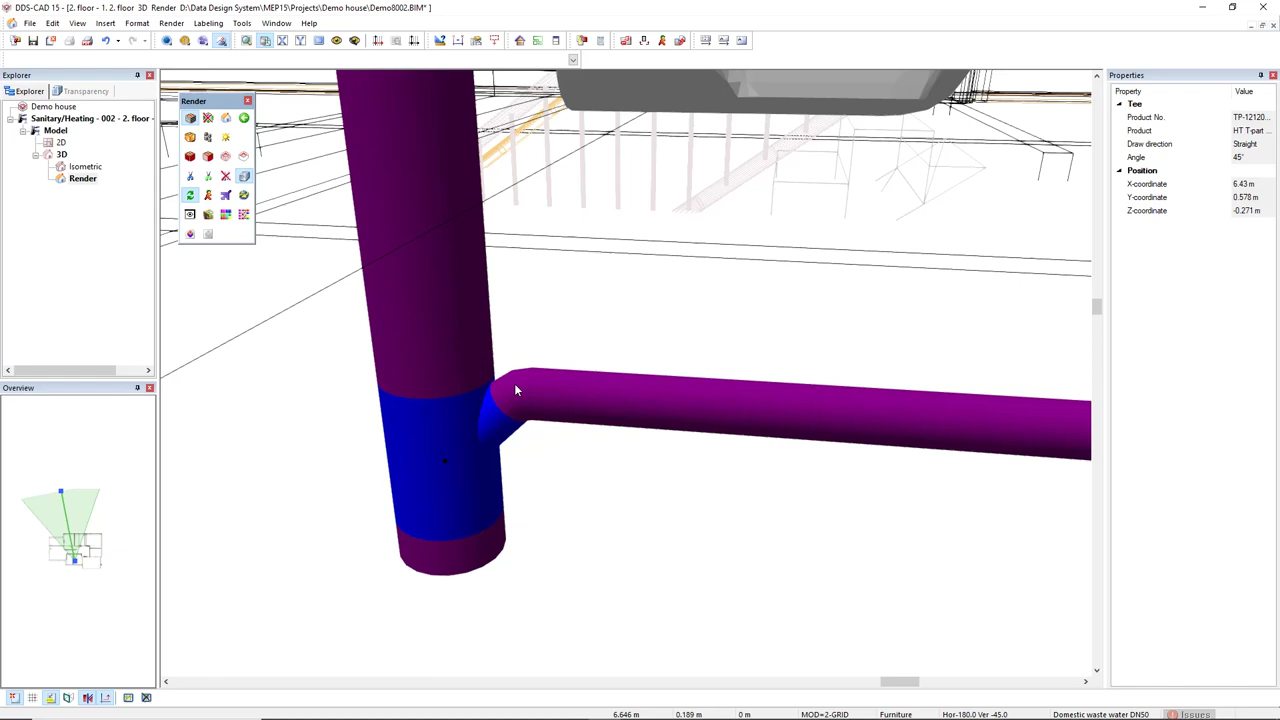 DDS-CAD 15 - [2. floor - 1. 2. floor  3D  Render  D:\Data Design System\MEP15\Projects\Demo house\Demo8002.BIM* ]
File Edit View Insert Format Render Labeling Tools Window Help
Explorer
Explorer Transparency
Demo house
Sanitary/Heating - 002 - 2. floor -
Model
2D
3D
Isometric
Render
Render
Overview
Properties
Property Value
Tee
Product No. TP-12120...
Product HT T-part ...
Draw direction Straight
Angle 45°
Position
X-coordinate 6.43 m
Y-coordinate 0.578 m
Z-coordinate -0.271 m
6.646 m 0.189 m 0 m MOD=2-GRID Furniture Hor-180.0 Ver -45.0 Domestic waste water DN50 Issues